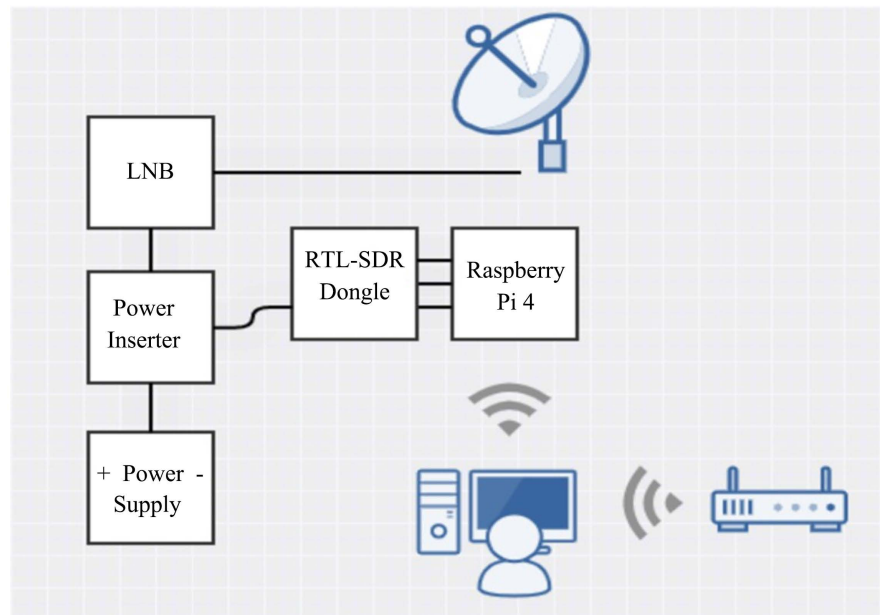 LNB
RTL-SDR
Dongle
Raspberry
Pi 4
Power
Inserter
+ Power -
Supply